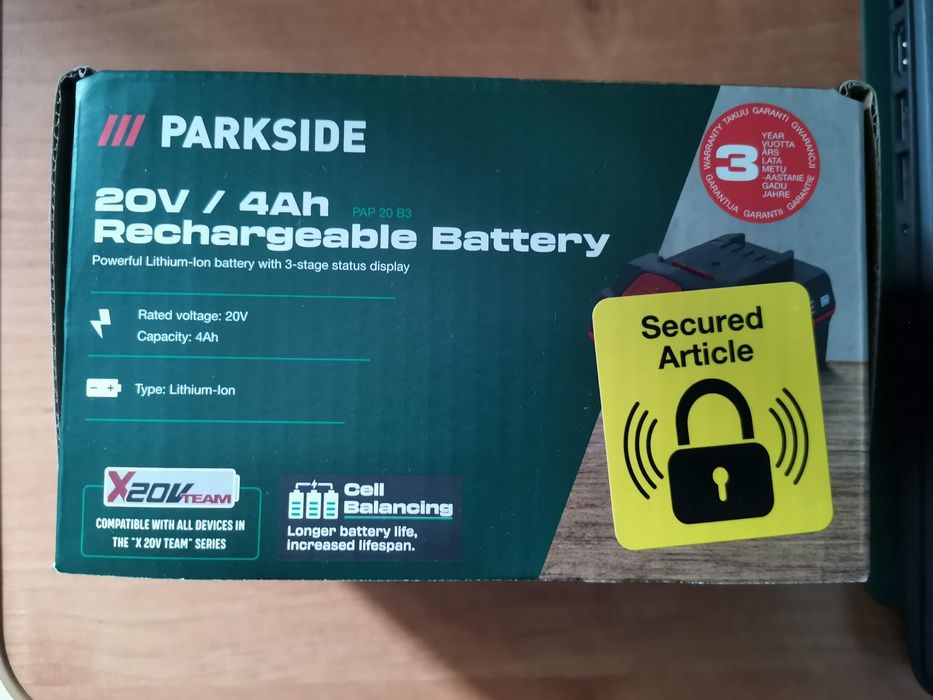 PARKSIDE
20V / 4Ah PAP 20 B3
Rechargeable Battery
Powerful Lithium-Ion battery with 3-stage status display
Rated voltage: 20V
Capacity: 4Ah
Type: Lithium-Ion
X20V TEAM
COMPATIBLE WITH ALL DEVICES IN
THE "X 20V TEAM" SERIES
Cell
Balancing
Longer battery life,
increased lifespan.
WARRANTY TAKUU GARANTI GWARANCJI
GARANTIJA GARANTII GARANTIE
3
YEAR
VUOTTA
ÅRS
LATA
METŲ
-AASTANE
GADU
JAHRE
Secured
Article